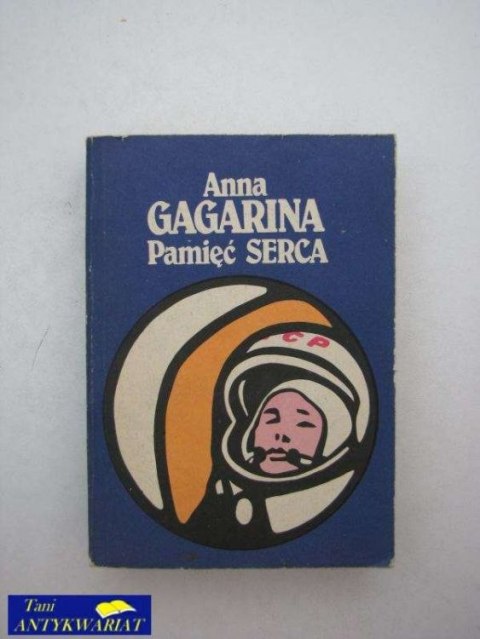 Anna
GAGARINA
Pamięć SERCA
CP
Tani
ANTYKWARIAT